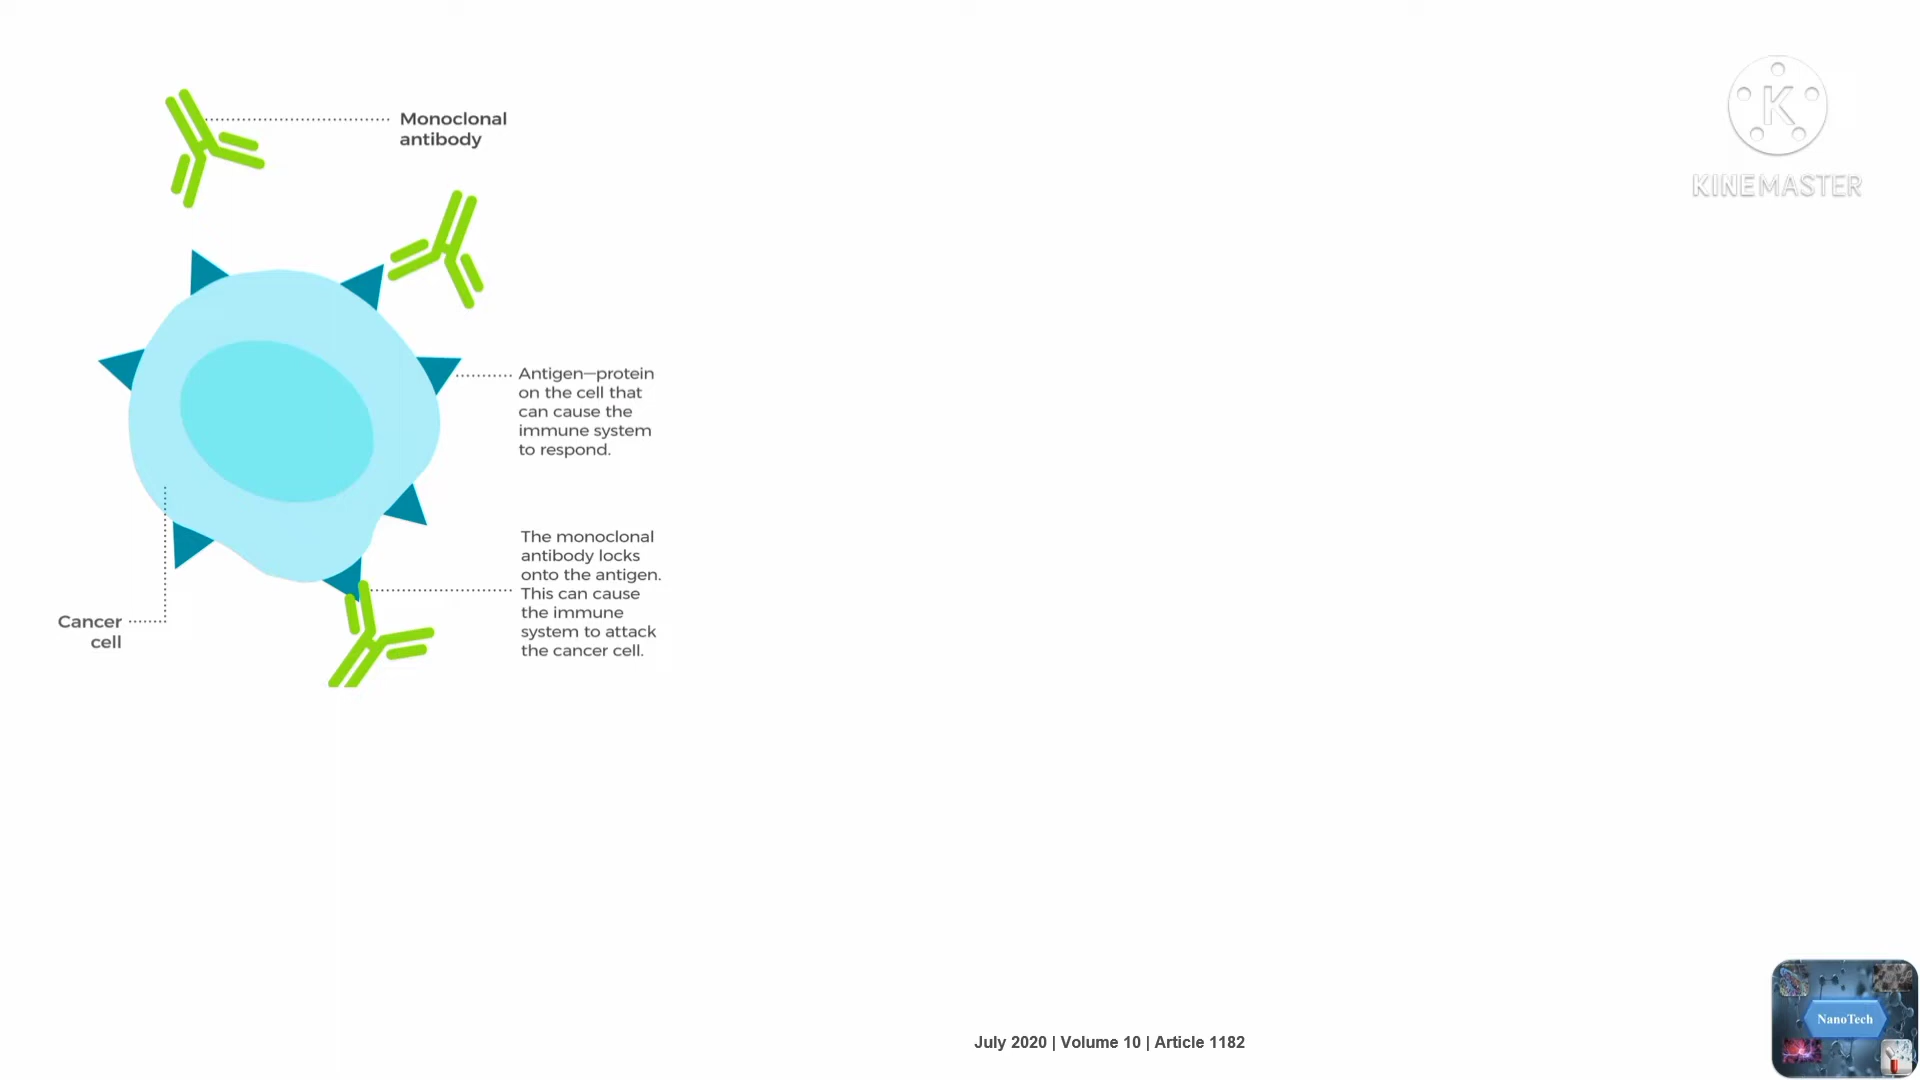 Monoclonal
antibody
KINEMASTER
Antigen—protein
on the cell that
can cause the
immune system
to respond.
The monoclonal
antibody locks
onto the antigen.
This can cause
the immune
system to attack
the cancer cell.
Cancer
cell
NanoTech
July 2020 | Volume 10 | Article 1182